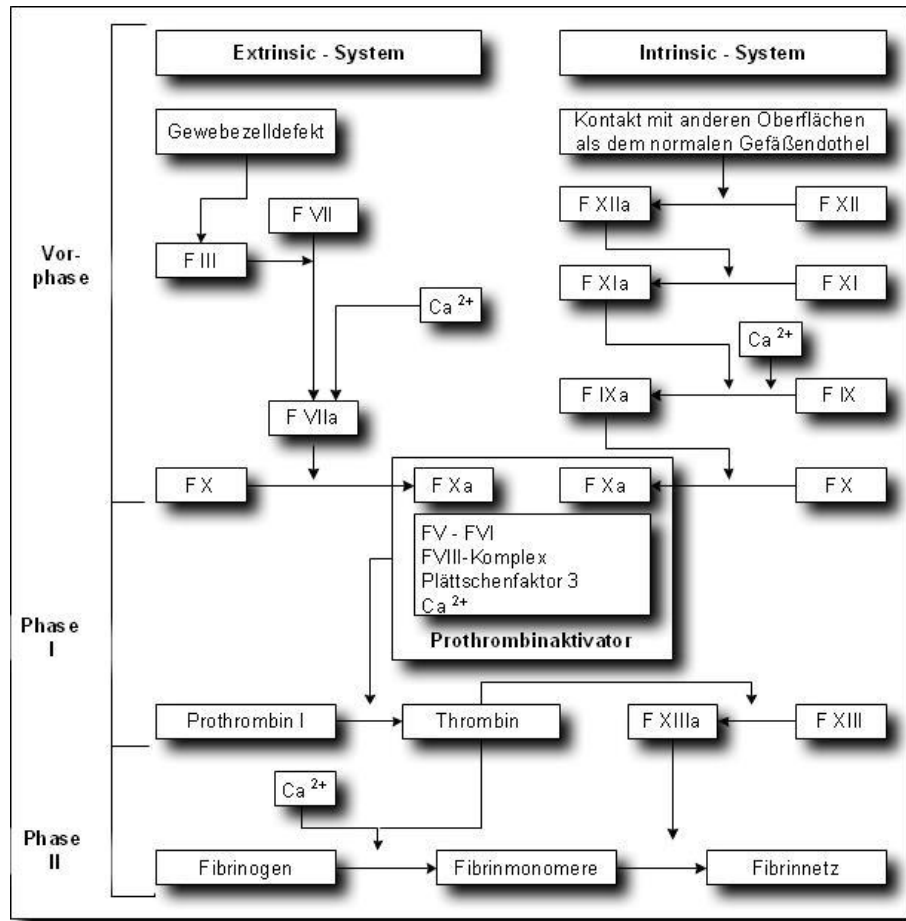 Extrinsic - System
Intrinsic - System
Gewebezelldefekt
Kontakt mit anderen Oberflächen
als dem normalen Gefäßendothel
F VII
F XIIa
F XII
Vor-
phase
F III
F XIa
F XI
Ca 2+
Ca 2+
F VIIa
F IXa
F IX
F X
F Xa
F Xa
F X
FV - FVI
FVIII-Komplex
Plättschenfaktor 3
Ca 2+
Prothrombinaktivator
Phase
I
Prothrombin I
Thrombin
F XIIIa
F XIII
Ca 2+
Phase
II
Fibrinogen
Fibrinmonomere
Fibrinnetz